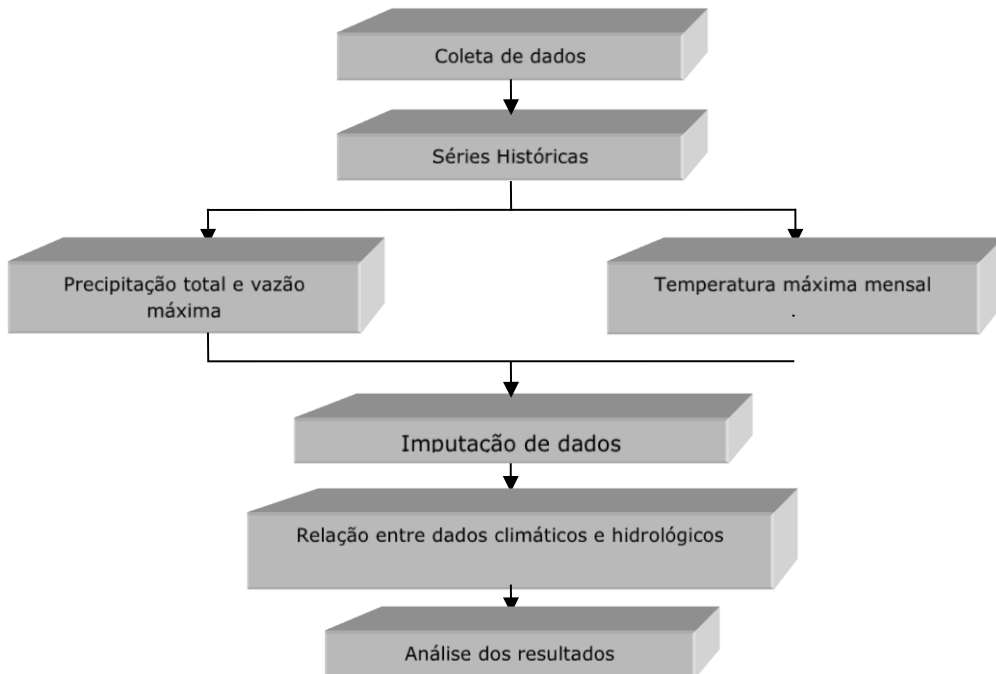 Coleta de dados
Séries Históricas
Precipitação total e vazão
máxima
Temperatura máxima mensal
.
Imputação de dados
Relação entre dados climáticos e hidrológicos
Análise dos resultados